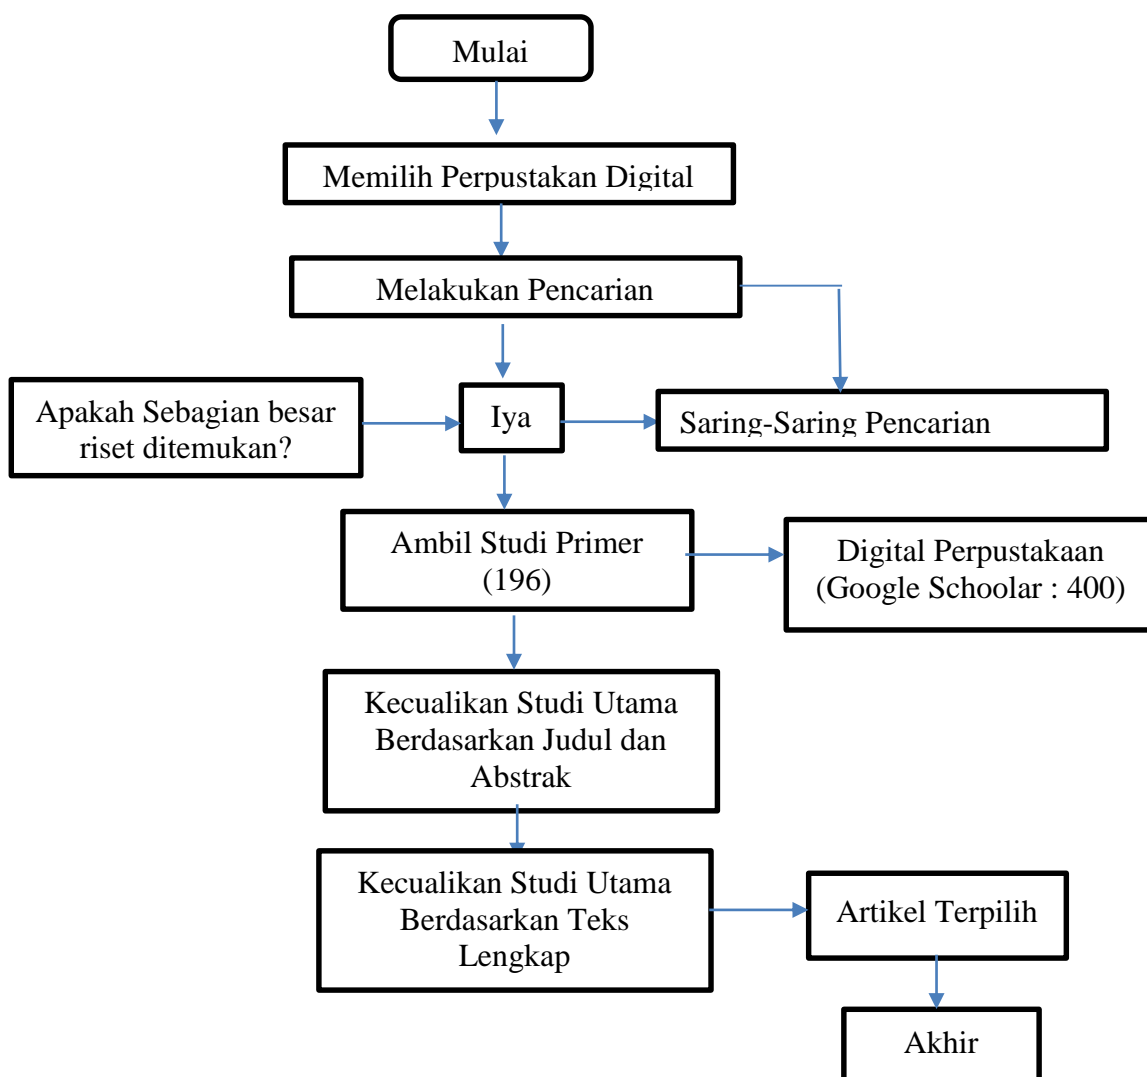 Mulai
Memilih Perpustakan Digital
Melakukan Pencarian
Apakah Sebagian besar
riset ditemukan?
Iya
Saring-Saring Pencarian
Ambil Studi Primer
(196)
Digital Perpustakaan
(Google Schoolar : 400)
Kecualikan Studi Utama
Berdasarkan Judul dan
Abstrak
Kecualikan Studi Utama
Berdasarkan Teks
Lengkap
Artikel Terpilih
Akhir